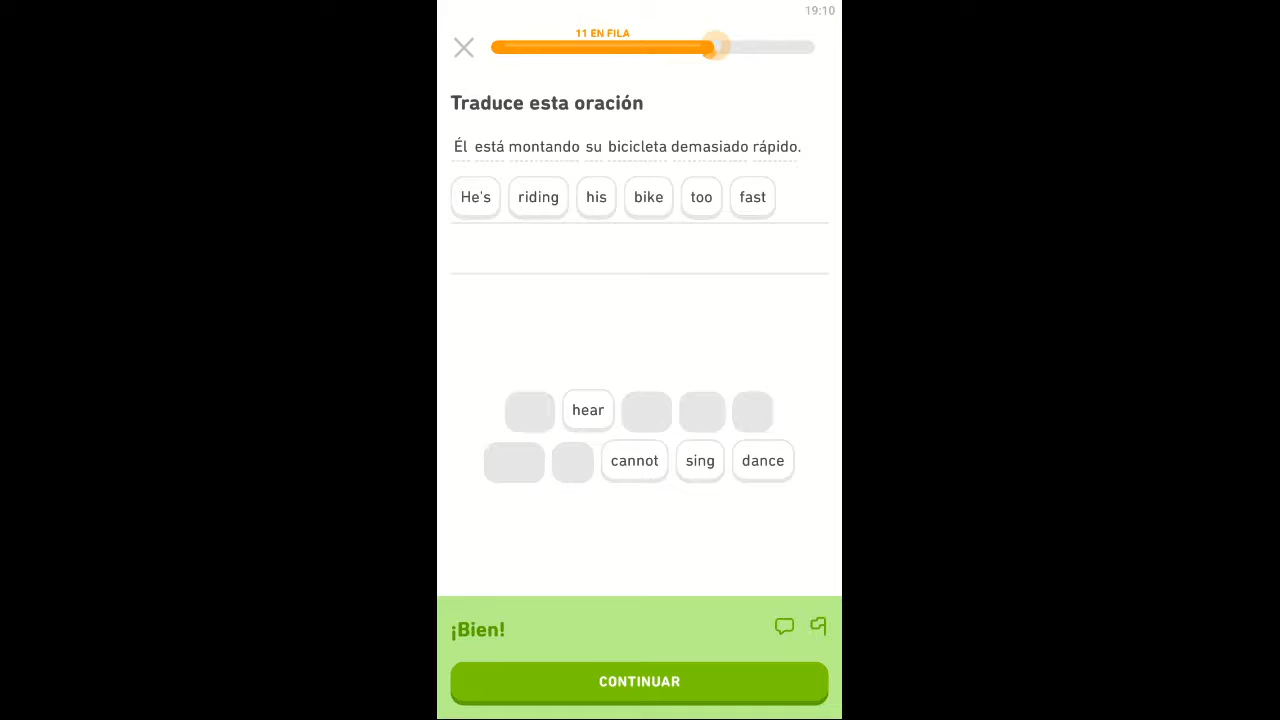 19:10
11 EN FILA
Traduce esta oración
Él está montando su bicicleta demasiado rápido.
He's riding his bike too fast
hear
cannot sing dance
¡Bien!
CONTINUAR